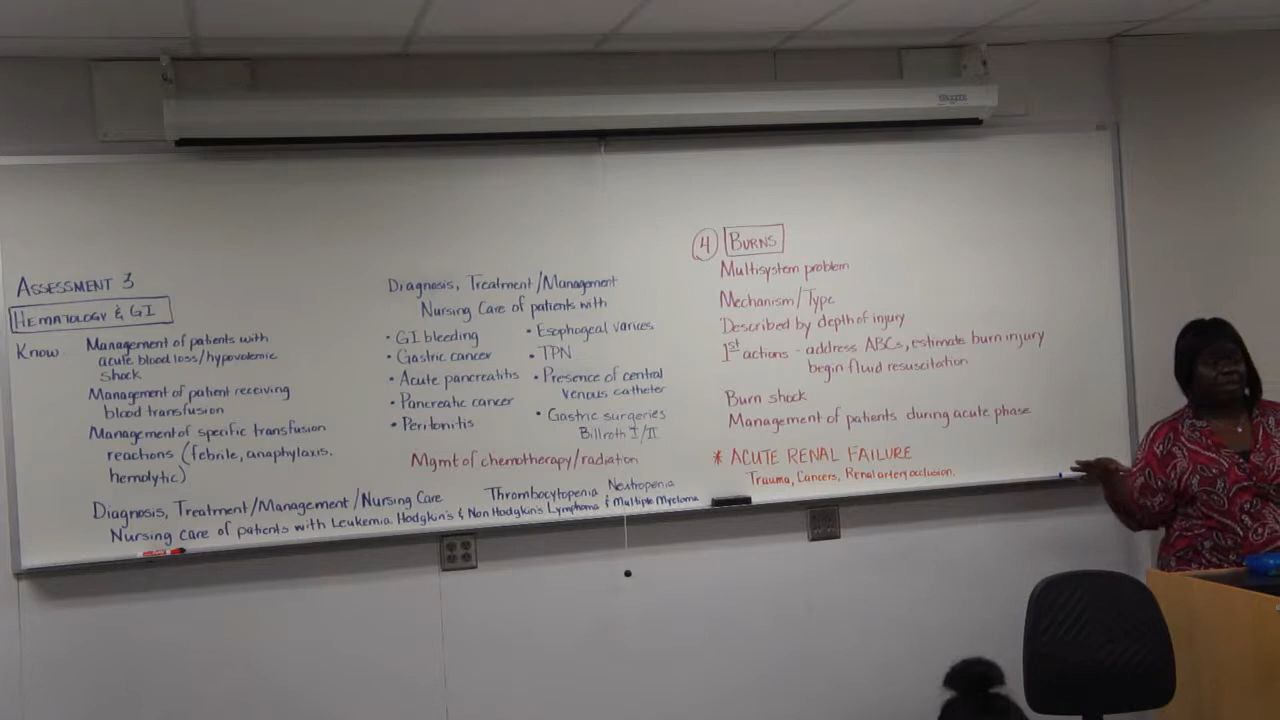 ASSESSMENT 3
HEMATOLOGY & GI
Know Management of patients with
acute blood loss/hypovolemic
shock
Management of patient receiving
blood transfusion
Management of specific transfusion
reactions (febrile, anaphylaxis,
hemolytic)
Diagnosis, Treatment/Management/Nursing Care
Nursing care of patients with Leukemia. Hodgkin's & Non Hodgkin's Lymphoma & Multiple Myeloma
Thrombocytopenia Neutropenia
Diagnosis, Treatment/Management
Nursing Care of patients with
• GI bleeding
• Gastric cancer
• Acute pancreatitis
• Pancreatic cancer
• Peritonitis
• Esophogeal varices
• TPN
• Presence of central
venous catheter
• Gastric surgeries
Billroth I/II
Mgmt of chemotherapy/radiation
4 BURNS
Multisystem problem
Mechanism/Type
Described by depth of injury
1st actions - address ABCs, estimate burn injury
begin fluid resuscitation
Burn shock
Management of patients during acute phase
* ACUTE RENAL FAILURE
Trauma, Cancers, Renal artery occlusion.